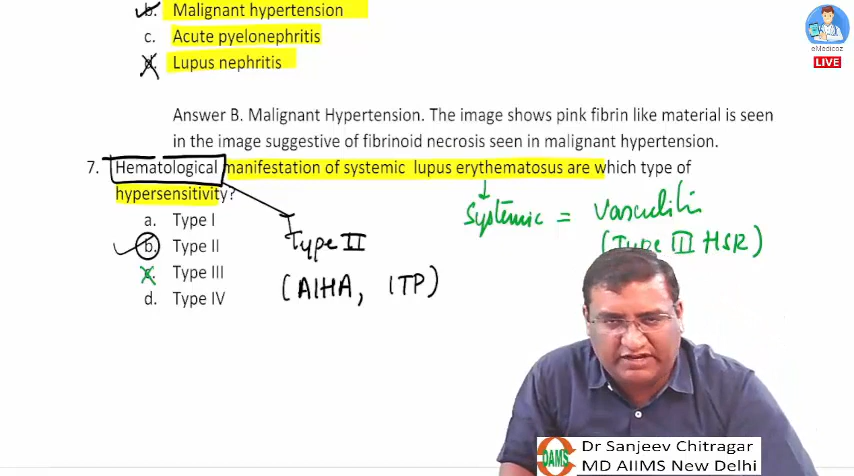 b. Malignant hypertension
c. Acute pyelonephritis
d. Lupus nephritis
eMedicoz
LIVE
Answer B. Malignant Hypertension. The image shows pink fibrin like material is seen
in the image suggestive of fibrinoid necrosis seen in malignant hypertension.
7. Hematological manifestation of systemic lupus erythematosus are which type of
hypersensitivity?
a. Type I
b. Type II
c. Type III
d. Type IV
Type II
(AIHA, ITP)
Systemic = Vasculitis
(Type III HSR)
DAMS
Dr Sanjeev Chitragar
MD AIIMS New Delhi